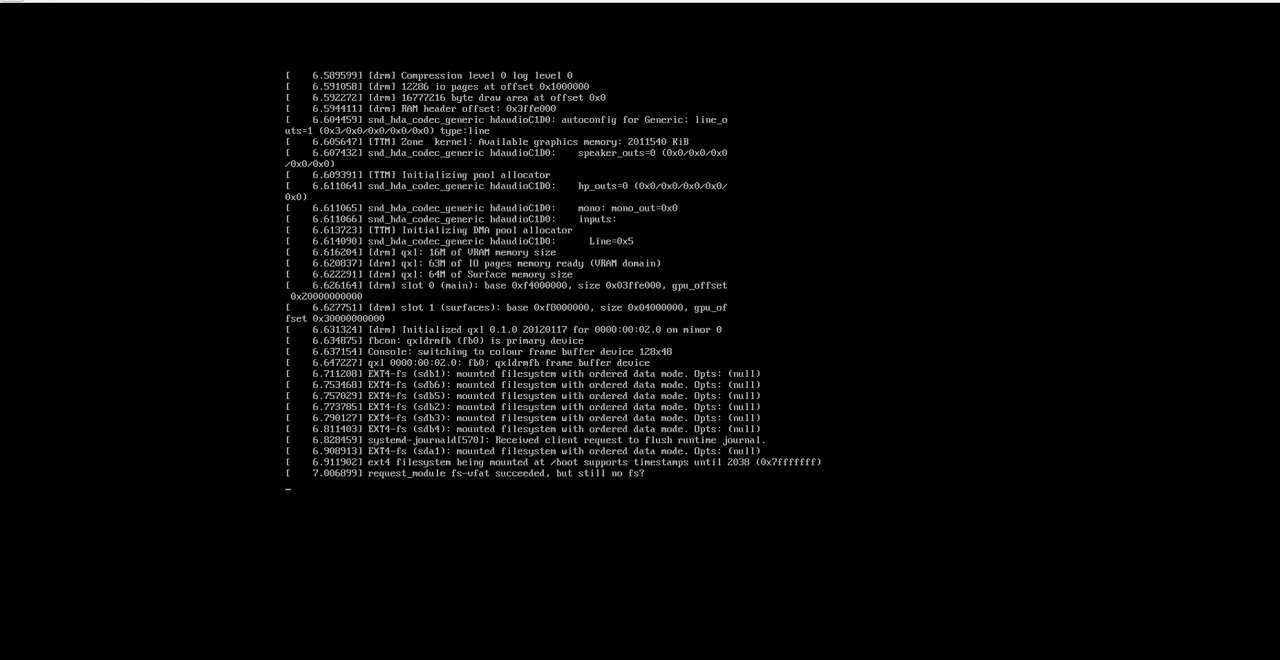 [    6.589599] [drm] Compression level 0 log level 0
[    6.591058] [drm] 12286 io pages at offset 0x1000000
[    6.592272] [drm] 16777216 byte draw area at offset 0x0
[    6.594411] [drm] RAM header offset: 0x3ffe000
[    6.604459] snd_hda_codec_generic hdaudioC1D0: autoconfig for Generic: line_o
uts=1 (0x3/0x0/0x0/0x0/0x0) type:line
[    6.605647] [TTM] Zone  kernel: Available graphics memory: 2011540 KiB
[    6.607432] snd_hda_codec_generic hdaudioC1D0:    speaker_outs=0 (0x0/0x0/0x0
/0x0/0x0)
[    6.609391] [TTM] Initializing pool allocator
[    6.611064] snd_hda_codec_generic hdaudioC1D0:    hp_outs=0 (0x0/0x0/0x0/0x0/
0x0)
[    6.611065] snd_hda_codec_generic hdaudioC1D0:    mono: mono_out=0x0
[    6.611066] snd_hda_codec_generic hdaudioC1D0:    inputs:
[    6.613723] [TTM] Initializing DMA pool allocator
[    6.614090] snd_hda_codec_generic hdaudioC1D0:      Line=0x5
[    6.616204] [drm] qxl: 16M of VRAM memory size
[    6.620837] [drm] qxl: 63M of IO pages memory ready (VRAM domain)
[    6.622291] [drm] qxl: 64M of Surface memory size
[    6.626164] [drm] slot 0 (main): base 0xf4000000, size 0x03ffe000, gpu_offset
 0x20000000000
[    6.627751] [drm] slot 1 (surfaces): base 0xf8000000, size 0x04000000, gpu_of
fset 0x30000000000
[    6.631324] [drm] Initialized qxl 0.1.0 20120117 for 0000:00:02.0 on minor 0
[    6.634875] fbcon: qxldrmfb (fb0) is primary device
[    6.637154] Console: switching to colour frame buffer device 128x48
[    6.647227] qxl 0000:00:02.0: fb0: qxldrmfb frame buffer device
[    6.711208] EXT4-fs (sdb1): mounted filesystem with ordered data mode. Opts: (null)
[    6.753468] EXT4-fs (sdb6): mounted filesystem with ordered data mode. Opts: (null)
[    6.757029] EXT4-fs (sdb5): mounted filesystem with ordered data mode. Opts: (null)
[    6.773785] EXT4-fs (sdb2): mounted filesystem with ordered data mode. Opts: (null)
[    6.790127] EXT4-fs (sdb3): mounted filesystem with ordered data mode. Opts: (null)
[    6.811403] EXT4-fs (sdb4): mounted filesystem with ordered data mode. Opts: (null)
[    6.828459] systemd-journald[570]: Received client request to flush runtime journal.
[    6.908913] EXT4-fs (sda1): mounted filesystem with ordered data mode. Opts: (null)
[    6.911902] ext4 filesystem being mounted at /boot supports timestamps until 2038 (0x7fffffff)
[    7.006899] request_module fs-vfat succeeded, but still no fs?
_